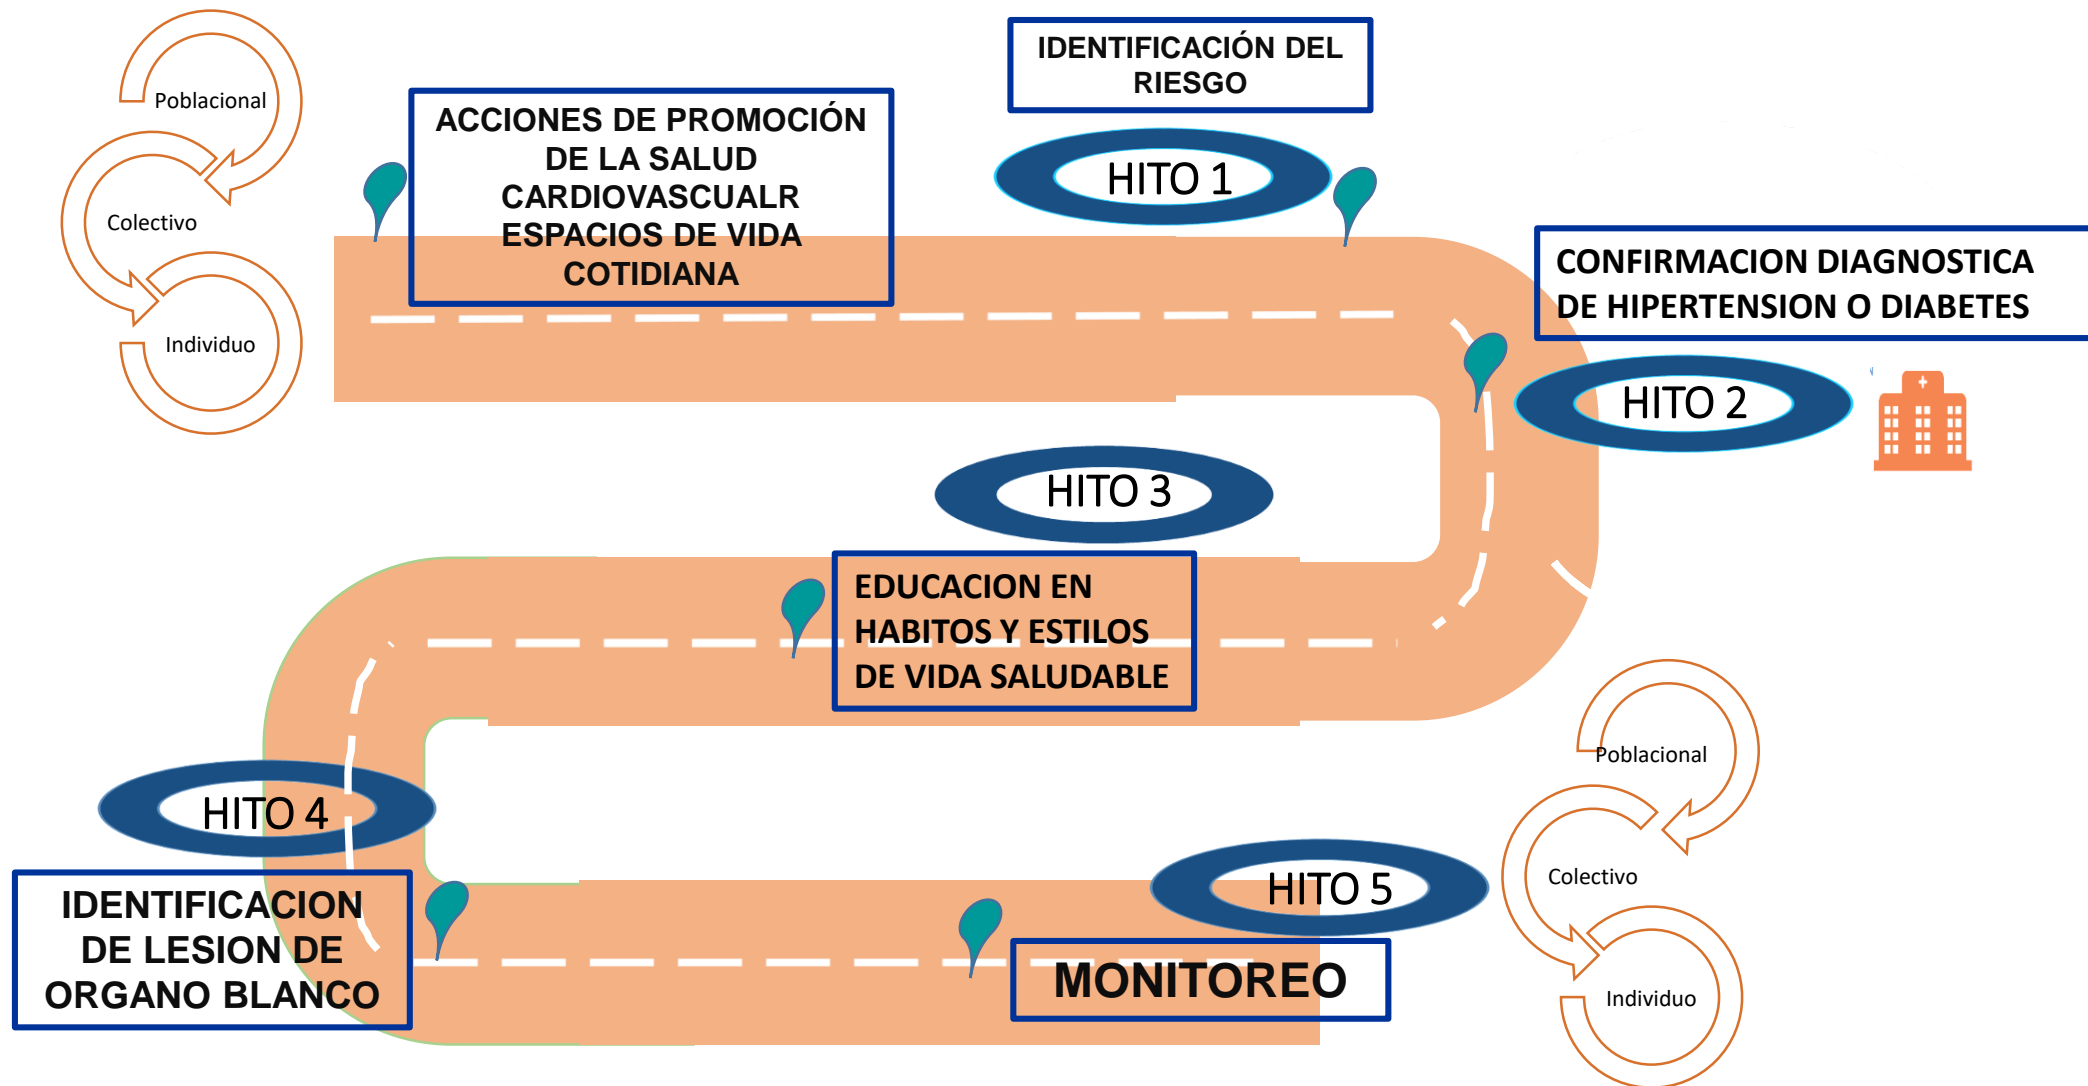 Poblacional
Colectivo
Individuo
ACCIONES DE PROMOCIÓN
DE LA SALUD
CARDIOVASCUALR
ESPACIOS DE VIDA
COTIDIANA
IDENTIFICACIÓN DEL
RIESGO
HITO 1
CONFIRMACION DIAGNOSTICA
DE HIPERTENSION O DIABETES
HITO 2
HITO 3
EDUCACION EN
HABITOS Y ESTILOS
DE VIDA SALUDABLE
HITO 4
IDENTIFICACION
DE LESION DE
ORGANO BLANCO
HITO 5
MONITOREO
Poblacional
Colectivo
Individuo